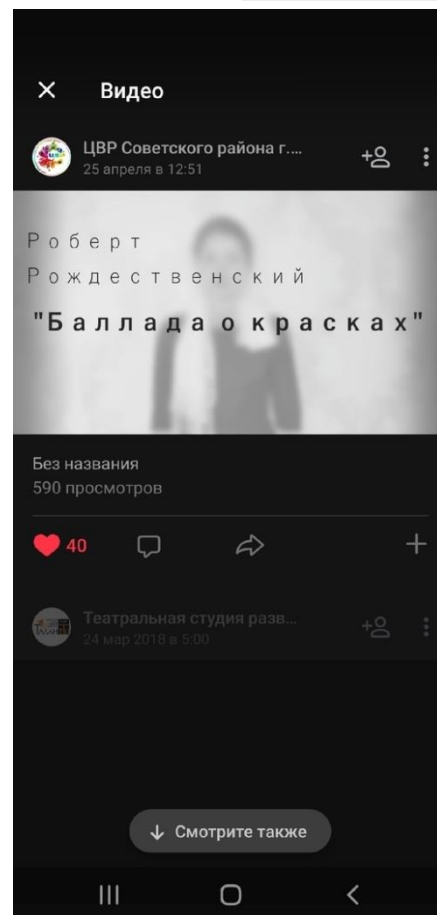 Видео
ЦВР Советского района г....
25 апреля в 12:51
Роберт
Рождественский
"Баллада о красках"
Без названия
590 просмотров
40
Театральная студия разв...
24 мар 2018 в 5:00
Смотрите также